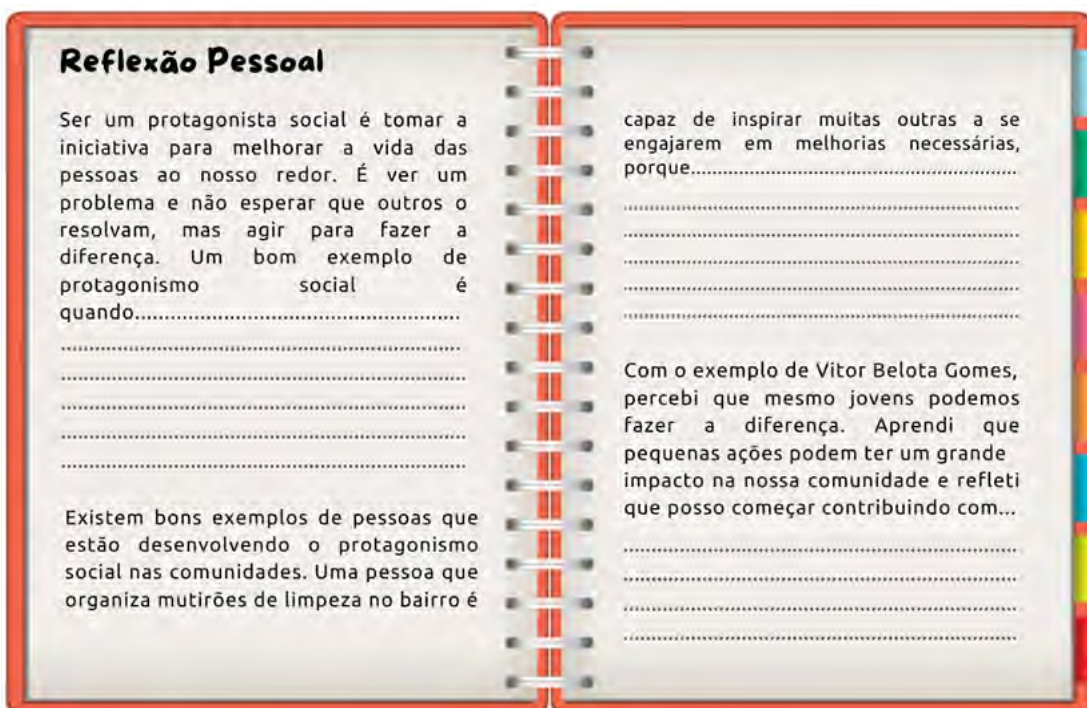 Reflexão Pessoal
Ser um protagonista social é tomar a
iniciativa para melhorar a vida das
pessoas ao nosso redor. É ver um
problema e não esperar que outros o
resolvam, mas agir para fazer a
diferença. Um bom exemplo de
protagonismo social é
quando......................................................
...................................................................
...................................................................
...................................................................
...................................................................
...................................................................
Existem bons exemplos de pessoas que
estão desenvolvendo o protagonismo
social nas comunidades. Uma pessoa que
organiza mutirões de limpeza no bairro é
capaz de inspirar muitas outras a se
engajarem em melhorias necessárias,
porque.............................................................
...................................................................
...................................................................
...................................................................
...................................................................
...................................................................
Com o exemplo de Vitor Belota Gomes,
percebi que mesmo jovens podemos
fazer a diferença. Aprendi que
pequenas ações podem ter um grande
impacto na nossa comunidade e refleti
que posso começar contribuindo com...
...................................................................
...................................................................
...................................................................
...................................................................